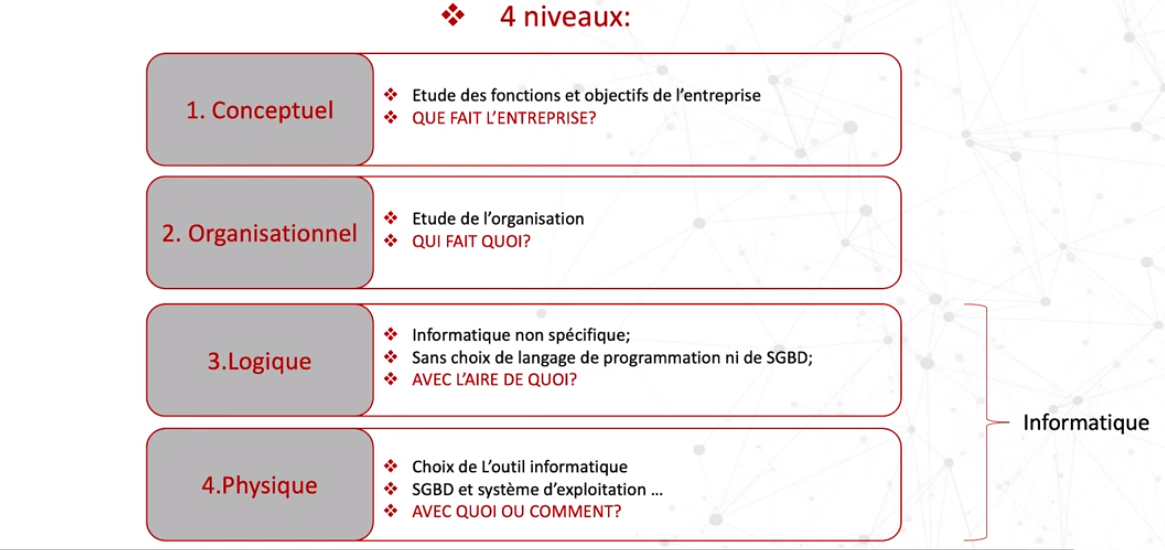 4 niveaux:
1. Conceptuel
Etude des fonctions et objectifs de l'entreprise
QUE FAIT L'ENTREPRISE?
2. Organisationnel
Etude de l'organisation
QUI FAIT QUOI?
3.Logique
Informatique non spécifique;
Sans choix de langage de programmation ni de SGBD;
AVEC L'AIRE DE QUOI?
Informatique
4.Physique
Choix de L'outil informatique
SGBD et système d'exploitation ...
AVEC QUOI OU COMMENT?